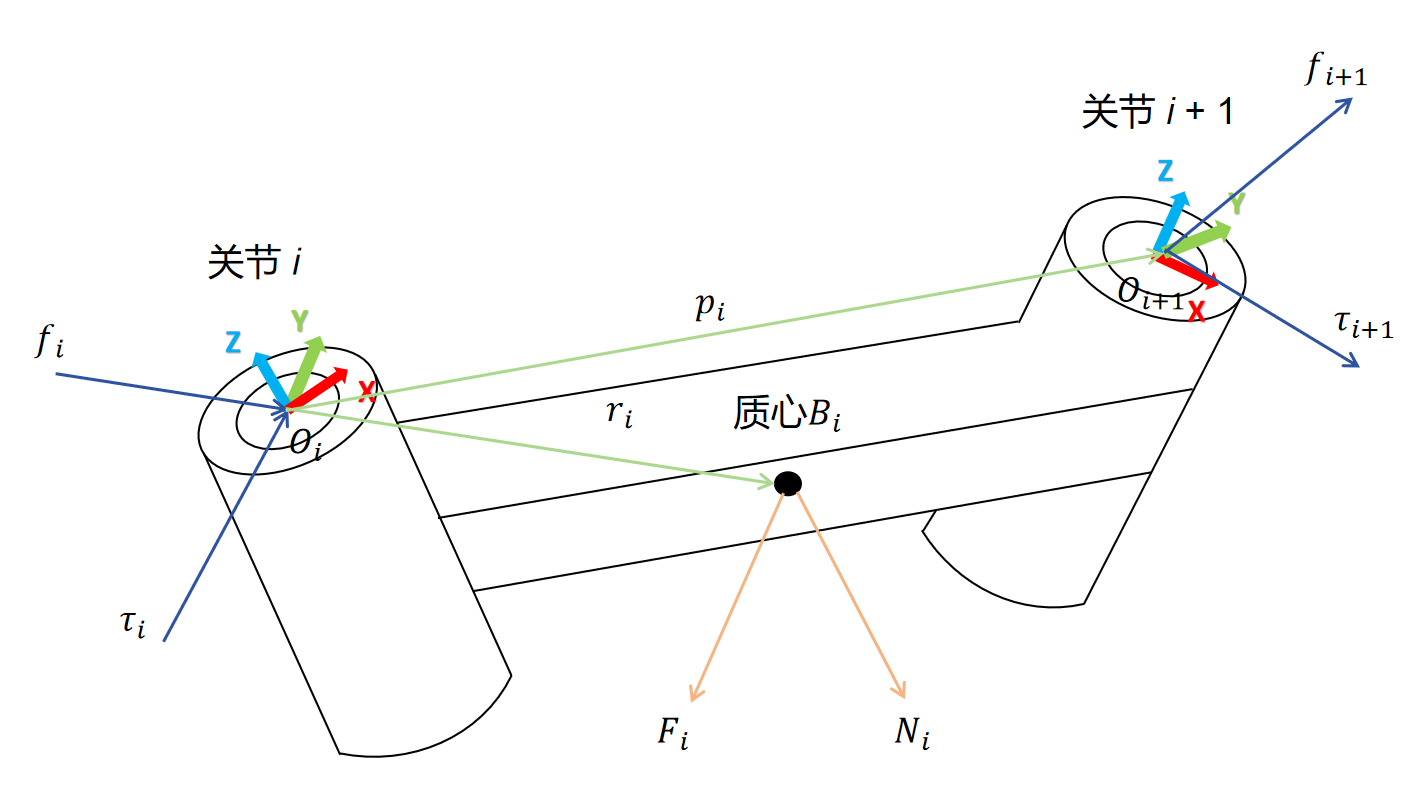 f_{i+1}
关节 i + 1
Z
Y
关节 i
p_i
O_{i+1}
X
Y
f_i
Z
τ_{i+1}
X
r_i
质心B_i
O_i
τ_i
F_i
N_i